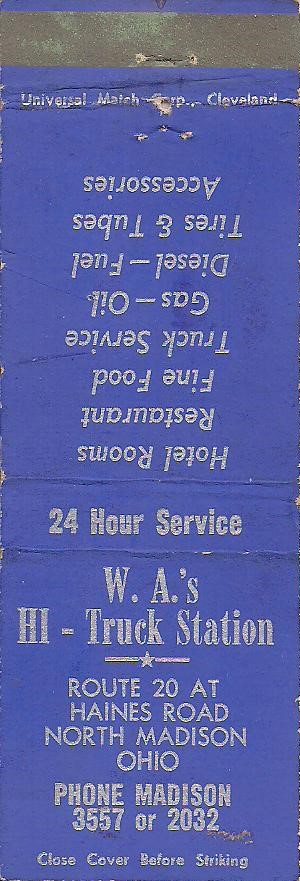 Universal Match Corp., Cleveland
Hotel Rooms
Restaurant
Fine Food
Truck Service
Gas - Oil
Diesel - Fuel
Tires & Tubes
Accessories
24 Hour Service
W. A.'s
HI - Truck Station
ROUTE 20 AT
HAINES ROAD
NORTH MADISON
OHIO
PHONE MADISON
3557 or 2032
Close Cover Before Striking